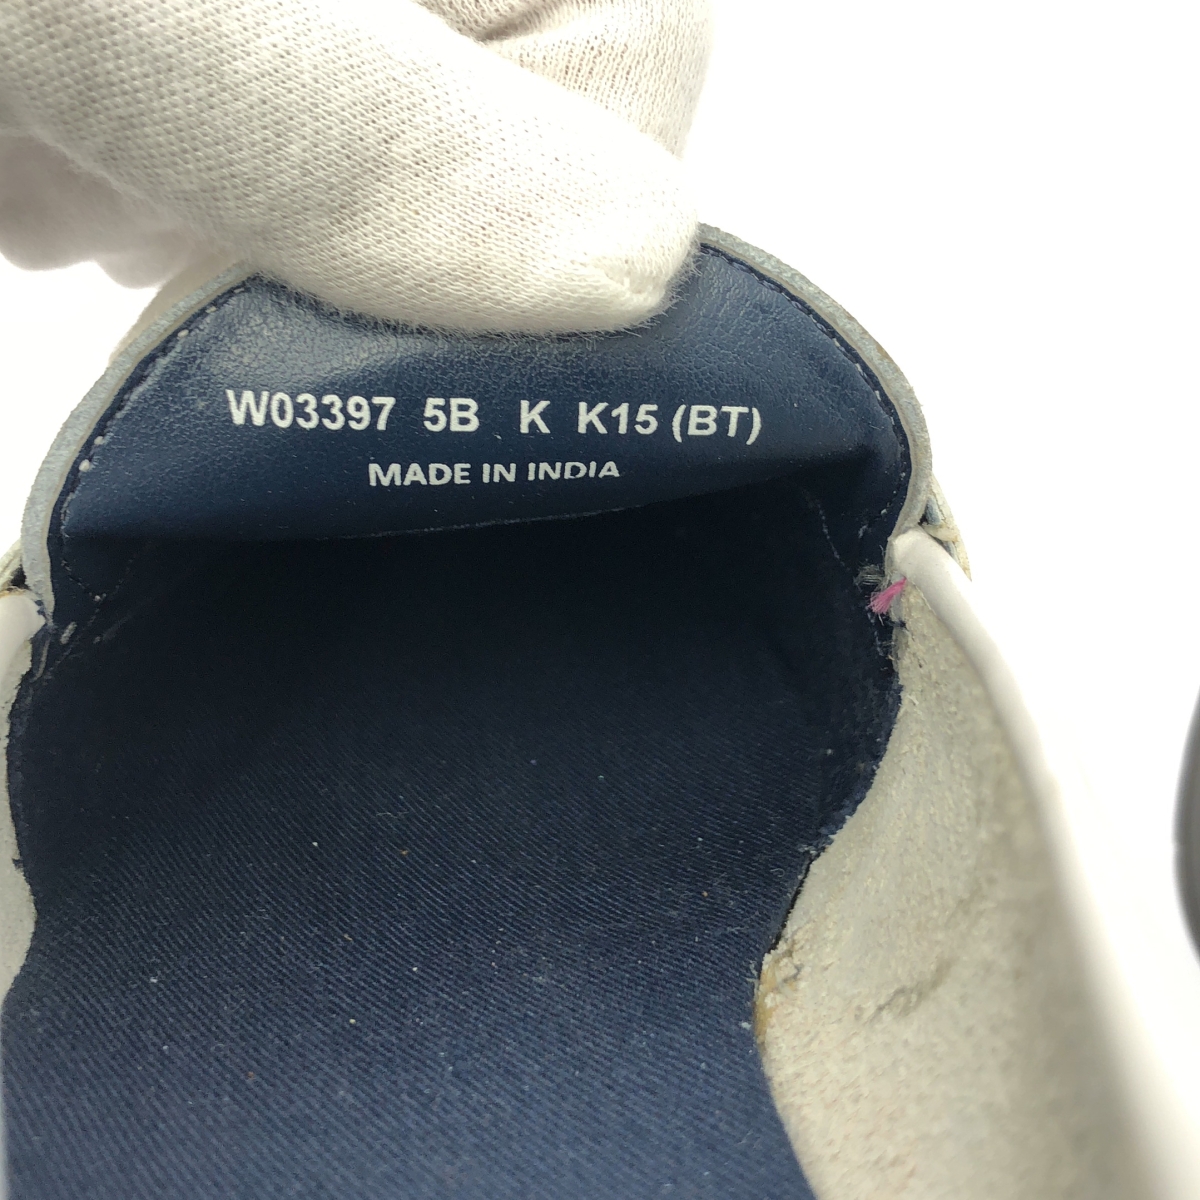 W03397 5B K K15 (BT)
MADE IN INDIA